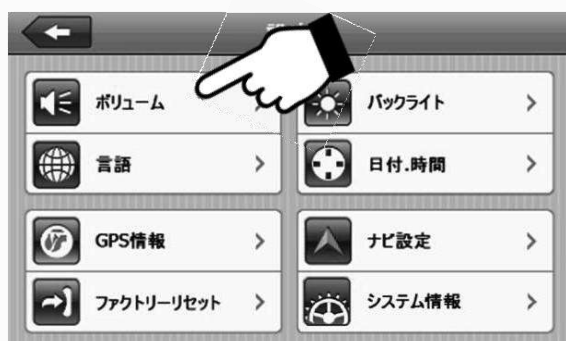 ボリューム
バックライト
言語
日付.時間
GPS情報
ナビ設定
ファクトリーリセット
システム情報